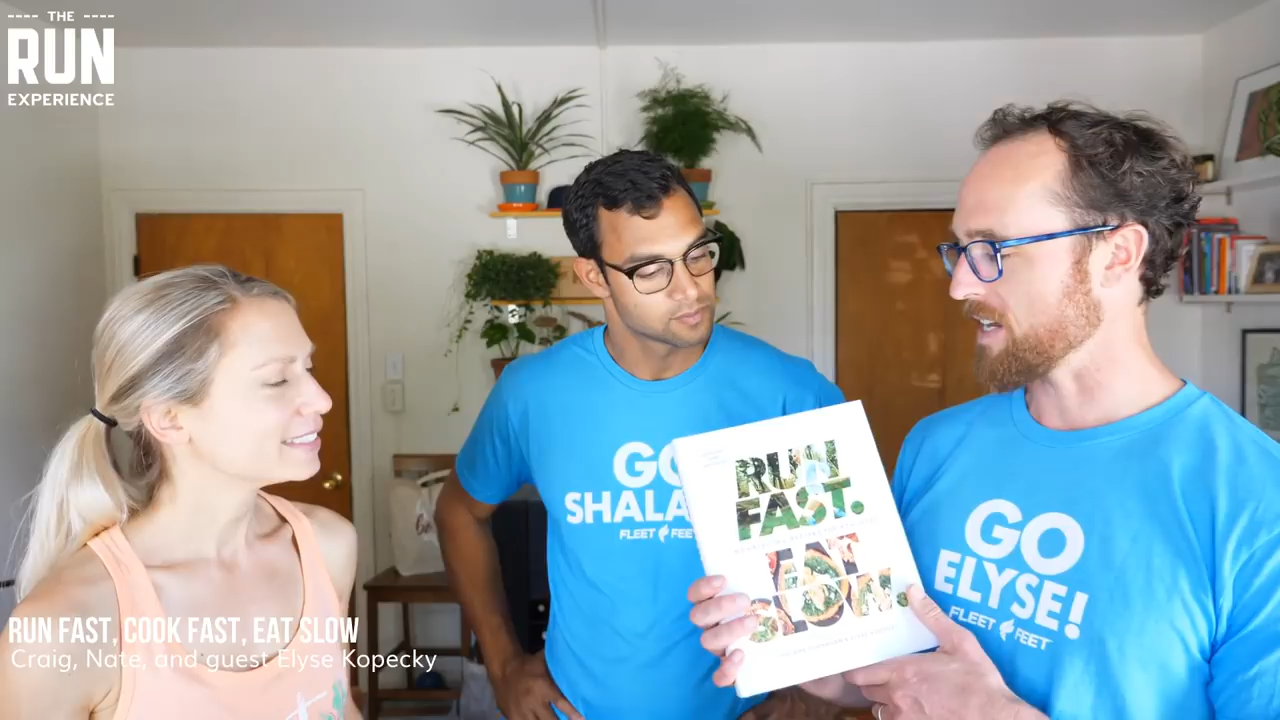 THE
RUN
EXPERIENCE
GO
SHALA
FLEET FEE
RUN
FAST.
EAT
SLOW.
GO
ELYSE!
FLEET FEET
RUN FAST, COOK FAST, EAT SLOW
Craig, Nate, and guest Elyse Kopecky